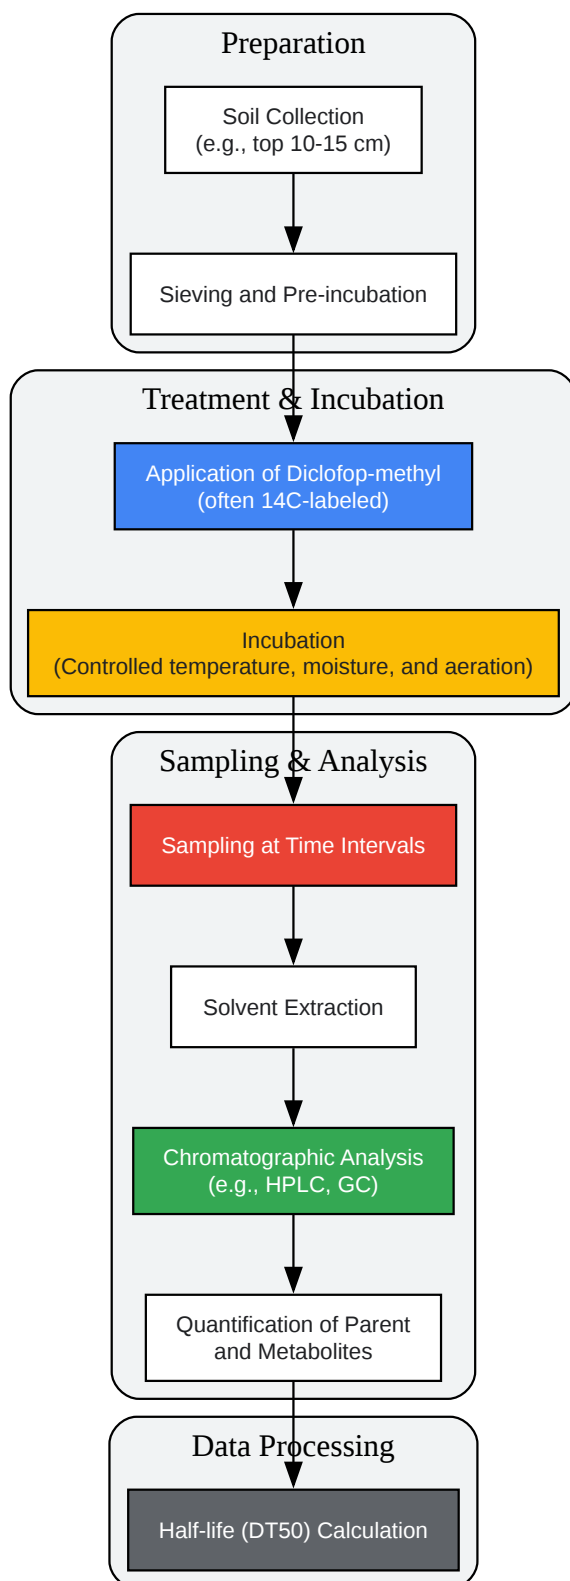 Preparation
Soil Collection
(e.g., top 10-15 cm)
Sieving and Pre-incubation
Treatment & Incubation
Application of Diclofop-methyl
(often 14C-labeled)
Incubation
(Controlled temperature, moisture, and aeration)
Sampling & Analysis
Sampling at Time Intervals
Solvent Extraction
Chromatographic Analysis
(e.g., HPLC, GC)
Quantification of Parent
and Metabolites
Data Processing
Half-life (DT50) Calculation